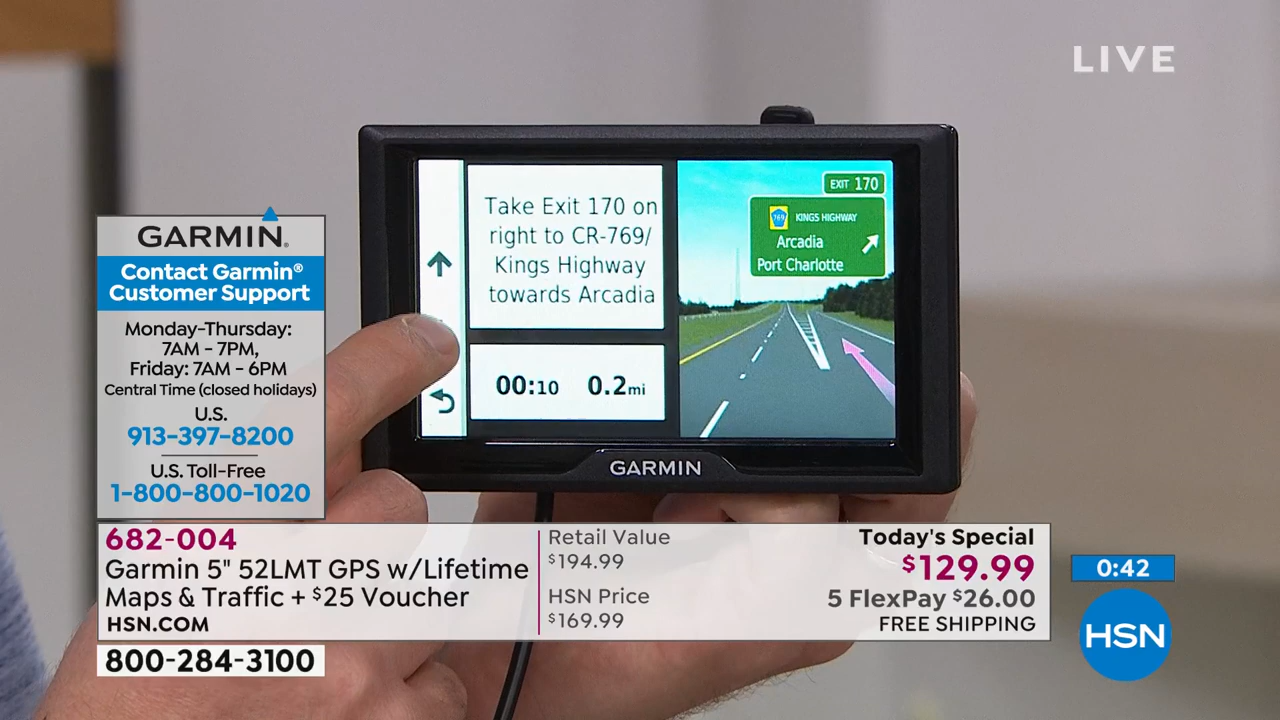 LIVE
EXIT 170
769 KINGS HIGHWAY
Arcadia
Port Charlotte
Take Exit 170 on
right to CR-769/
Kings Highway
towards Arcadia
00:10 0.2mi
GARMIN
GARMIN®
Contact Garmin®
Customer Support
Monday-Thursday:
7AM - 7PM,
Friday: 7AM - 6PM
Central Time (closed holidays)
U.S.
913-397-8200
U.S. Toll-Free
1-800-800-1020
682-004
Garmin 5" 52LMT GPS w/Lifetime
Maps & Traffic + $25 Voucher
HSN.COM
Retail Value
$194.99
HSN Price
$169.99
Today's Special
$129.99
5 FlexPay $26.00
FREE SHIPPING
0:42
HSN
800-284-3100